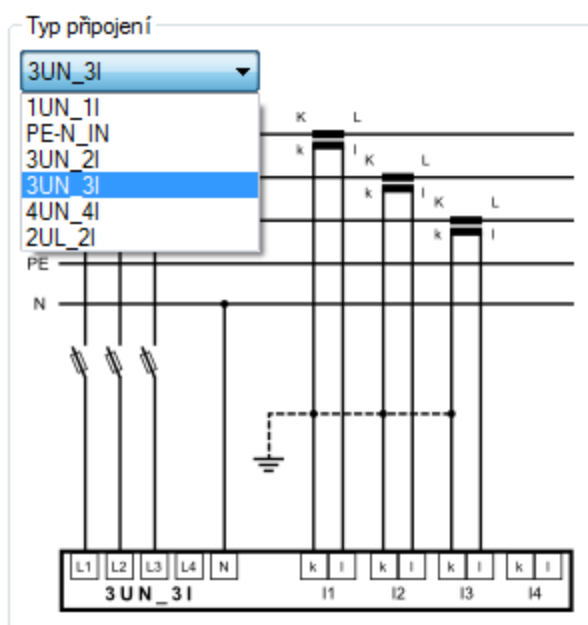 Typ připojení
3UN_3I
1UN_1I
PE-N_IN
3UN_2I
3UN_3I
4UN_4I
2UL_2I
K L
k l
K L
k l
K L
k l
PE
N
L1 L2 L3 L4 N k l k l k l k l
3UN_3I I1 I2 I3 I4